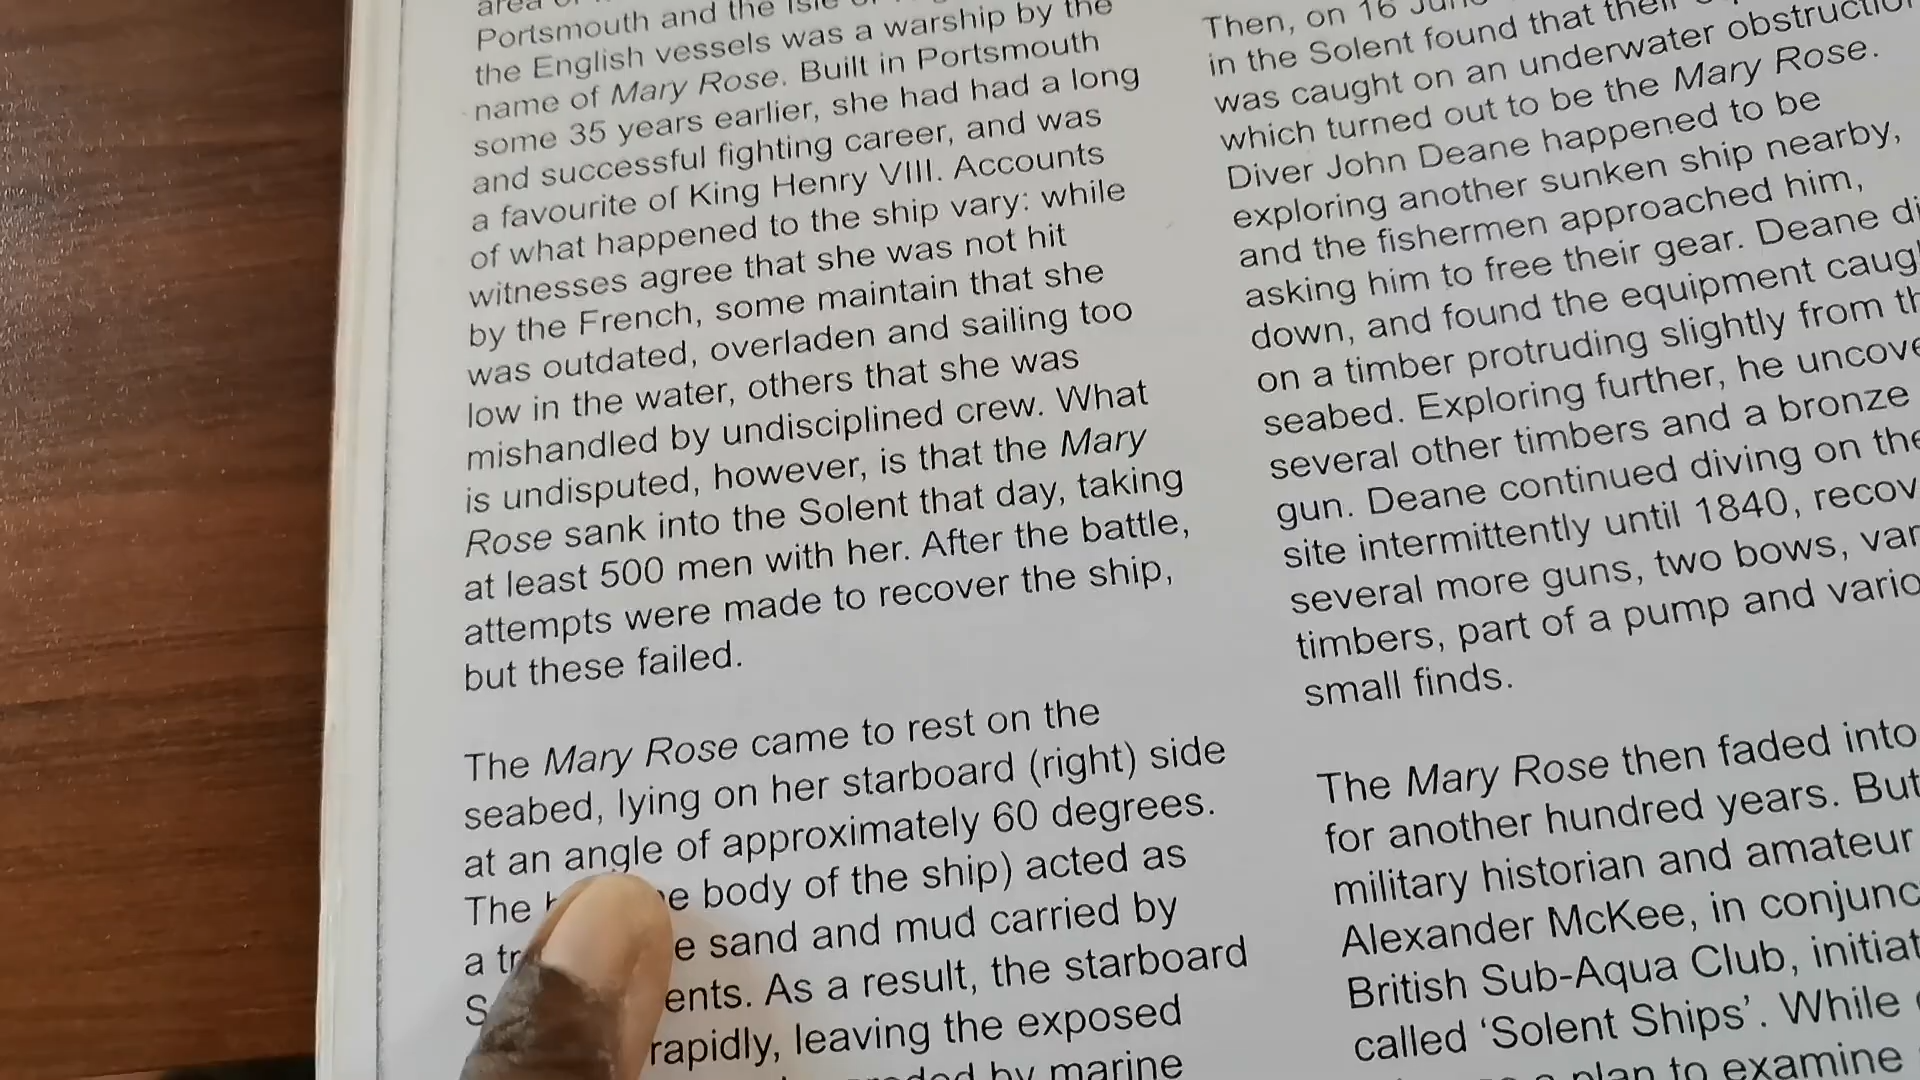 area
Portsmouth and the Isle
the English vessels was a warship by the
name of Mary Rose. Built in Portsmouth
some 35 years earlier, she had had a long
and successful fighting career, and was
a favourite of King Henry VIII. Accounts
of what happened to the ship vary: while
witnesses agree that she was not hit
by the French, some maintain that she
was outdated, overladen and sailing too
low in the water, others that she was
mishandled by undisciplined crew. What
is undisputed, however, is that the Mary
Rose sank into the Solent that day, taking
at least 500 men with her. After the battle,
attempts were made to recover the ship,
but these failed.
The Mary Rose came to rest on the
seabed, lying on her starboard (right) side
at an angle of approximately 60 degrees.
The body of the ship) acted as
a sand and mud carried by
As a result, the starboard
rapidly, leaving the exposed
by marine
Then, on 16
in the Solent found that their
was caught on an underwater obstruction
which turned out to be the Mary Rose.
Diver John Deane happened to be
exploring another sunken ship nearby,
and the fishermen approached him,
asking him to free their gear. Deane
down, and found the equipment
on a timber protruding slightly from
seabed. Exploring further, he
several other timbers and a bronze
gun. Deane continued diving on the
site intermittently until 1840,
several more guns, two bows,
timbers, part of a pump and
small finds.
The Mary Rose then faded into
for another hundred years. But
military historian and amateur
Alexander McKee, in
British Sub-Aqua Club,
called ‘Solent Ships’. While
plan to examine